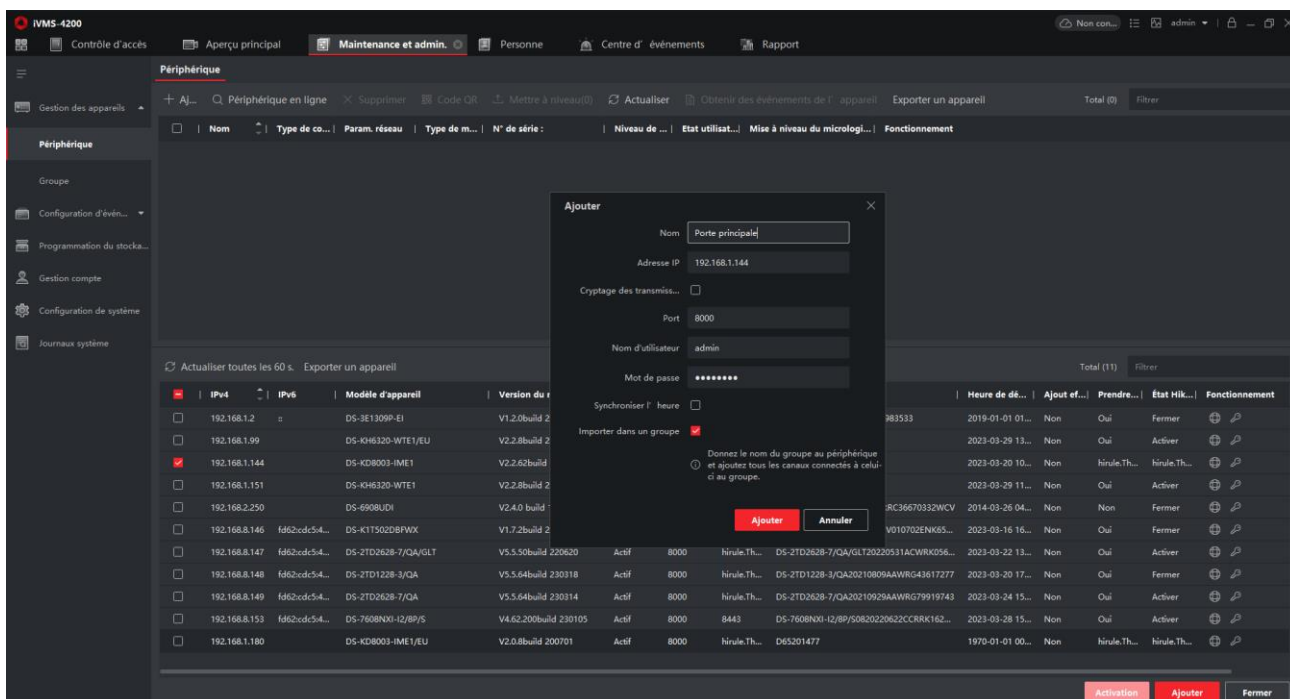 iVMS-4200
Non con... admin
Contrôle d'accès Aperçu principal Maintenance et admin. Personne Centre d' événements Rapport
Périphérique
Aj... Périphérique en ligne Supprimer Code QR Mettre à niveau(0) Actualiser Obtenir des événements de l' appareil Exporter un appareil Total (0) Filtrer
Nom Type de co... Param. réseau Type de m... N° de série : Niveau de ... Etat utilisat... Mise à niveau du micrologi... Fonctionnement
Gestion des appareils
Périphérique
Groupe
Configuration d'évén...
Programmation du stocka...
Gestion compte
Configuration de système
Journaux système
Ajouter
Nom Porte principale
Adresse IP 192.168.1.144
Cryptage des transmiss...
Port 8000
Nom d'utilisateur admin
Mot de passe ●●●●●●●●
Synchroniser l' heure
Importer dans un groupe
Donnez le nom du groupe au périphérique
et ajoutez tous les canaux connectés à celui-
ci au groupe.
Ajouter Annuler
Actualiser toutes les 60 s. Exporter un appareil Total (11) Filtrer
IPv4 IPv6 Modèle d'appareil Version du Heure de dé... Ajout ef... Prendre... État Hik... Fonctionnement
192.168.1.2 DS-3E1309P-EI V1.2.0build 2 983533 2019-01-01 01... Non Oui Fermer
192.168.1.99 DS-KH6320-WTE1/EU V2.2.8build 2 2023-03-29 13... Non Oui Activer
192.168.1.144 DS-KD8003-IME1 V2.2.62build 2023-03-20 10... Non hirule.Th... hirule.Th...
192.168.1.151 DS-KH6320-WTE1 V2.2.8build 2 2023-03-29 11... Non Oui Activer
192.168.2.250 DS-6908UDI V2.4.0 build RC36670332WCV 2014-03-26 04... Non Non Fermer
192.168.8.146 fd62:cdc5:4... DS-K1T502DBFWX V1.7.2build 2 V010702ENK65... 2023-03-16 16... Non Oui Fermer
192.168.8.147 fd62:cdc5:4... DS-2TD2628-7/QA/GLT V5.5.50build 220620 Actif 8000 hirule.Th... DS-2TD2628-7/QA/GLT20220531ACWRK056... 2023-03-22 13... Non Oui Activer
192.168.8.148 fd62:cdc5:4... DS-2TD1228-3/QA V5.5.64build 230318 Actif 8000 hirule.Th... DS-2TD1228-3/QA20210809AAWRG43617277 2023-03-20 17... Non Oui Fermer
192.168.8.149 fd62:cdc5:4... DS-2TD2628-7/QA V5.5.64build 230314 Actif 8000 hirule.Th... DS-2TD2628-7/QA20210929AAWRG79919743 2023-03-24 15... Non Oui Activer
192.168.8.153 fd62:cdc5:4... DS-7608NXI-I2/8P/S V4.62.200build 230105 Actif 8000 8443 DS-7608NXI-I2/8P/S0820220622CCRRK162... 2023-03-28 15... Non Oui Activer
192.168.1.180 DS-KD8003-IME1/EU V2.0.8build 200701 Actif 8000 hirule.Th... D65201477 1970-01-01 00... Non hirule.Th... hirule.Th...
Activation Ajouter Fermer